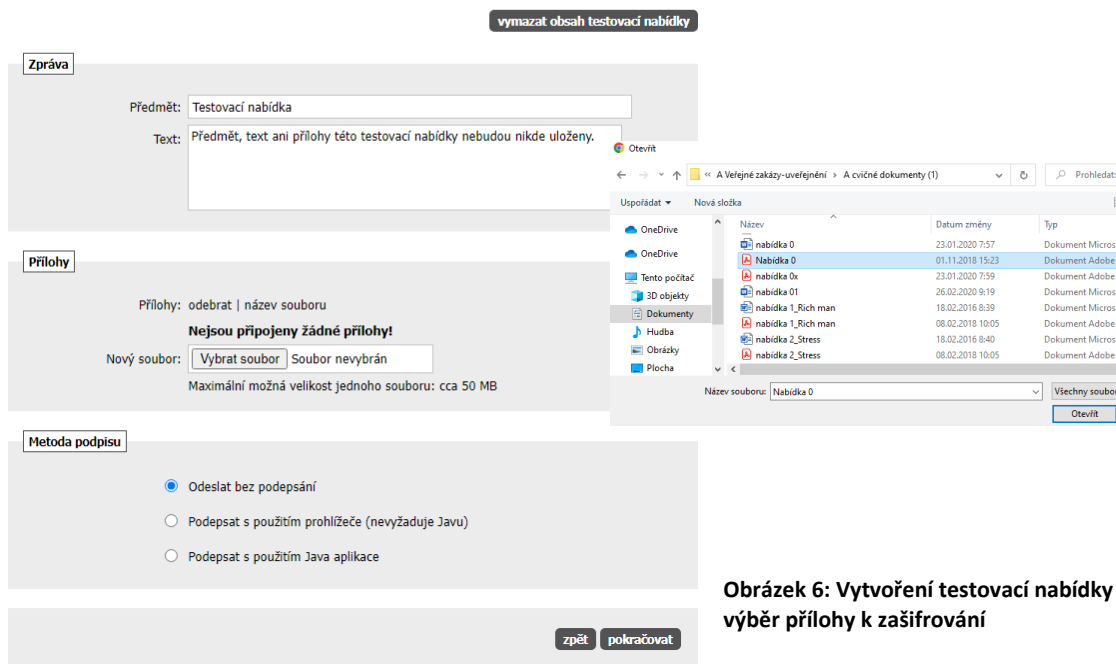 vymazat obsah testovací nabídky
Zpráva
Předmět: Testovací nabídka
Text: Předmět, text ani přílohy této testovací nabídky nebudou nikde uloženy.
Přílohy
Přílohy: odebrat | název souboru
Nejsou připojeny žádné přílohy!
Nový soubor: Vybrat soubor Soubor nevybrán
Maximální možná velikost jednoho souboru: cca 50 MB
Metoda podpisu
Odeslat bez podepsání
Podepsat s použitím prohlížeče (nevyžaduje Javu)
Podepsat s použitím Java aplikace
zpět pokračovat
Otevřít
« A Veřejné zakázy-uveřejnění › A cvičné dokumenty (1) Prohledat:
Uspořádat Nová složka
OneDrive
OneDrive
Tento počítač
3D objekty
Dokumenty
Hudba
Obrázky
Plocha
Název Datum změny Typ
nabídka 0 23.01.2020 7:57 Dokument Micros
Nabídka 0 01.11.2018 15:23 Dokument Adobe
nabídka 0x 23.01.2020 7:59 Dokument Adobe
nabídka 01 26.02.2020 9:19 Dokument Micros
nabídka 1_Rich man 18.02.2016 8:39 Dokument Micros
nabídka 1_Rich man 08.02.2018 10:05 Dokument Adobe
nabídka 2_Stress 18.02.2016 8:40 Dokument Micros
nabídka 2_Stress 08.02.2018 10:05 Dokument Adobe
Název souboru: Nabídka 0 Všechny soubor
Otevřít
Obrázek 6: Vytvoření testovací nabídky
výběr přílohy k zašifrování